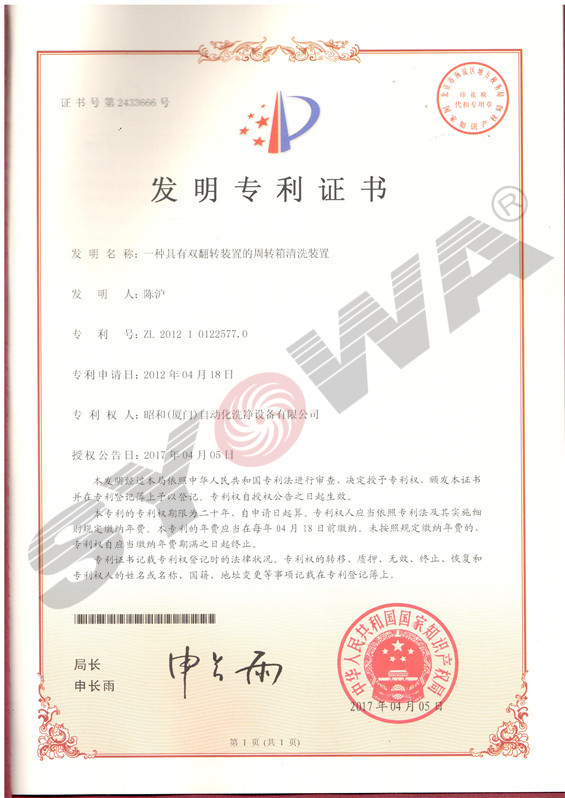 证书号第2433666号
印花税
代扣专用章
发明专利证书
发明名称：一种具有双翻转装置的周转箱清洗装置
发明人：陈沪
专利号：ZL 2012 1 0122577.0
专利申请日：2012年04月18日
专利权人：昭和(厦门)自动化洗净设备有限公司
授权公告日：2017年04月05日
本发明经过本局依照中华人民共和国专利法进行审查，决定授予专利权，颁发本证书
并在专利登记簿上予以登记。专利权自授权公告之日起生效。
本专利的专利权期限为二十年，自申请日起算。专利权人应当依照专利法及其实施细
则规定缴纳年费。本专利的年费应当在每年04月18日前缴纳。未按照规定缴纳年费的，
专利权自应当缴纳年费期满之日起终止。
专利证书记载专利权登记时的法律状况。专利权的转移、质押、无效、终止、恢复和
专利权人的姓名或名称、国籍、地址变更等事项记载在专利登记簿上。
SYOWA®
局长
申长雨
申长雨
中华人民共和国国家知识产权局
2017年04月05日
第1页(共1页)